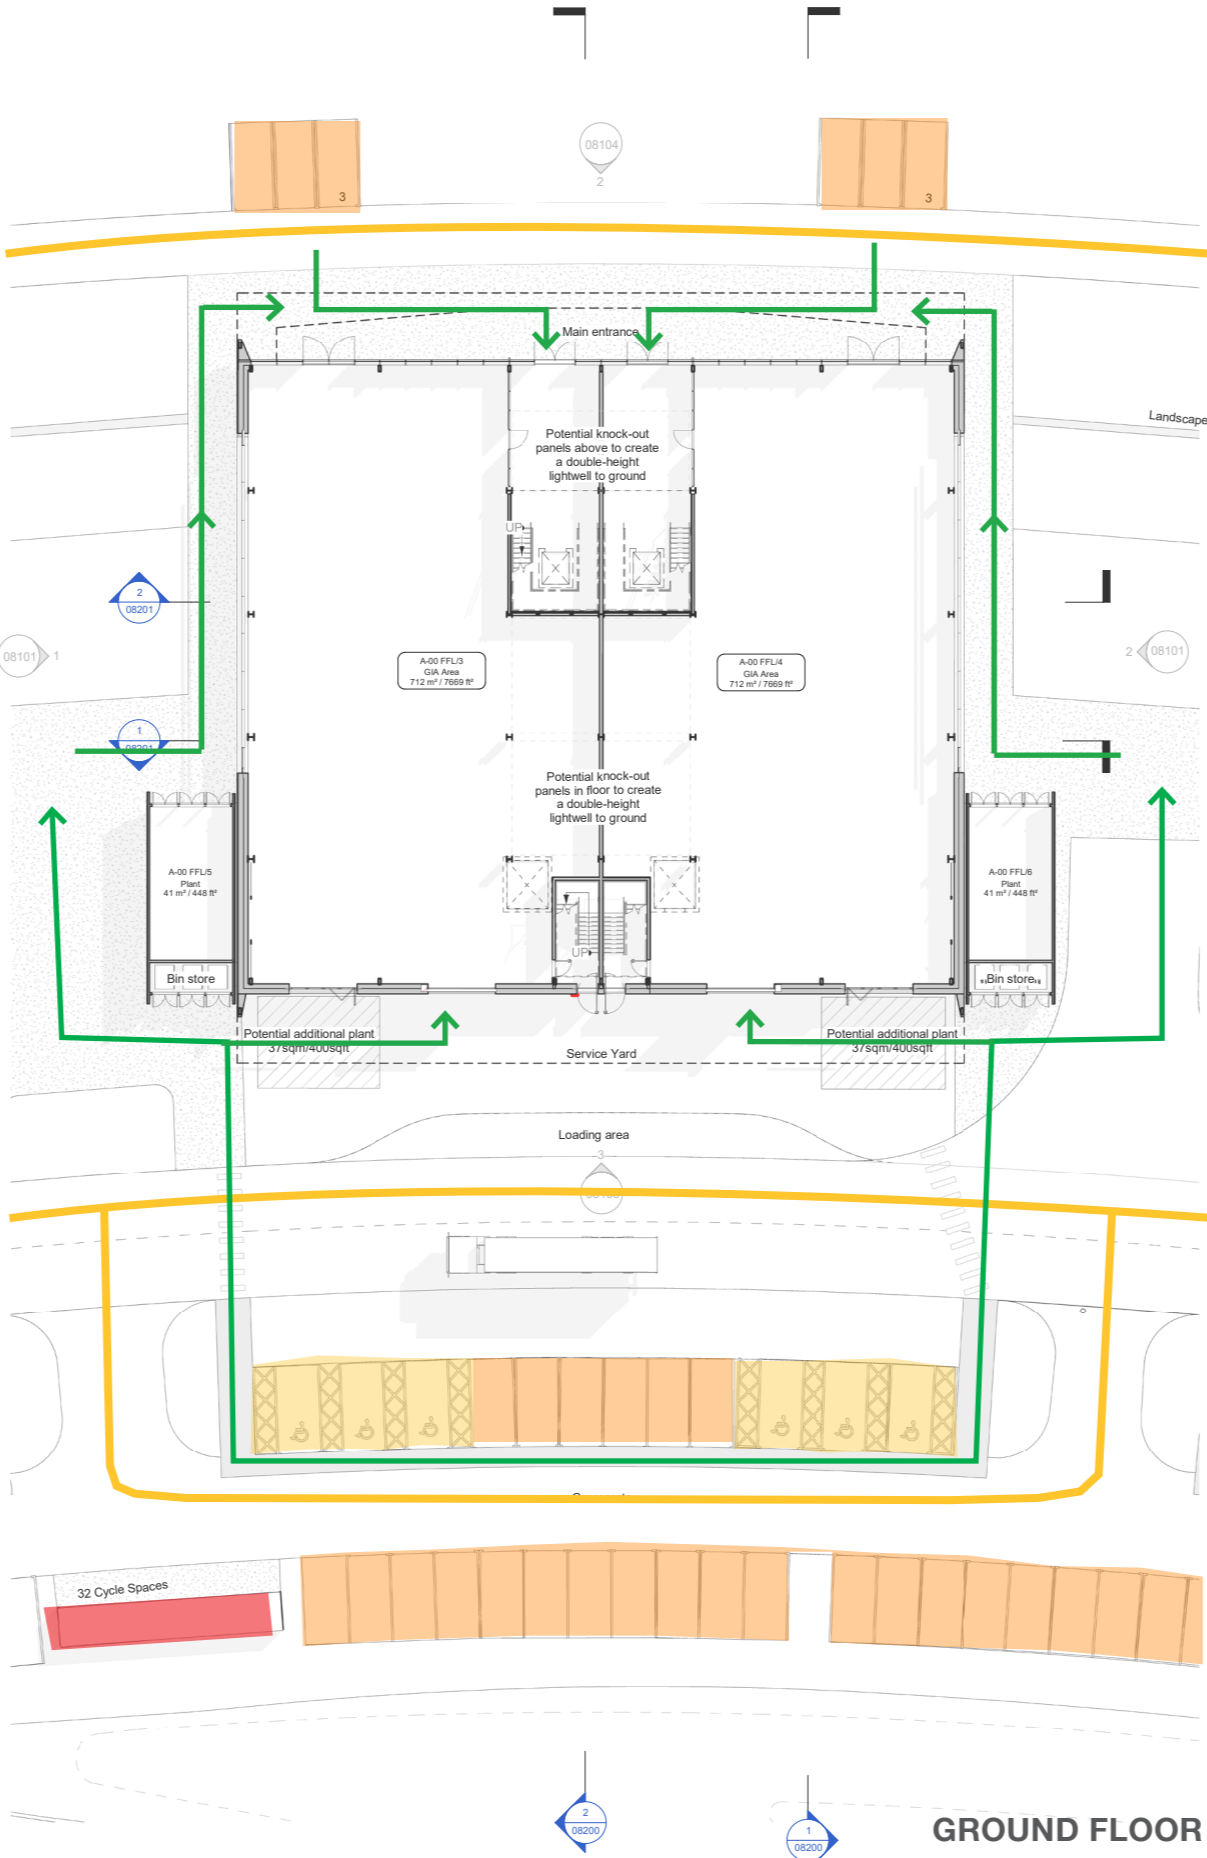 08104
2
3
3
Main entrance
Landscape
Potential knock-out
panels above to create
a double-height
lightwell to ground
UP
2
08201
08101
1
2
08101
A-00 FFL/3
GIA Area
712 m² / 7669 ft²
A-00 FFL/4
GIA Area
712 m² / 7669 ft²
1
08201
Potential knock-out
panels in floor to create
a double-height
lightwell to ground
A-00 FFL/5
Plant
41 m² / 448 ft²
A-00 FFL/6
Plant
41 m² / 448 ft²
UP
Bin store
Bin store
Potential additional plant
37sqm/400sqft
Potential additional plant
37sqm/400sqft
Service Yard
Loading area
3
32 Cycle Spaces
2
08200
1
08200
GROUND FLOOR